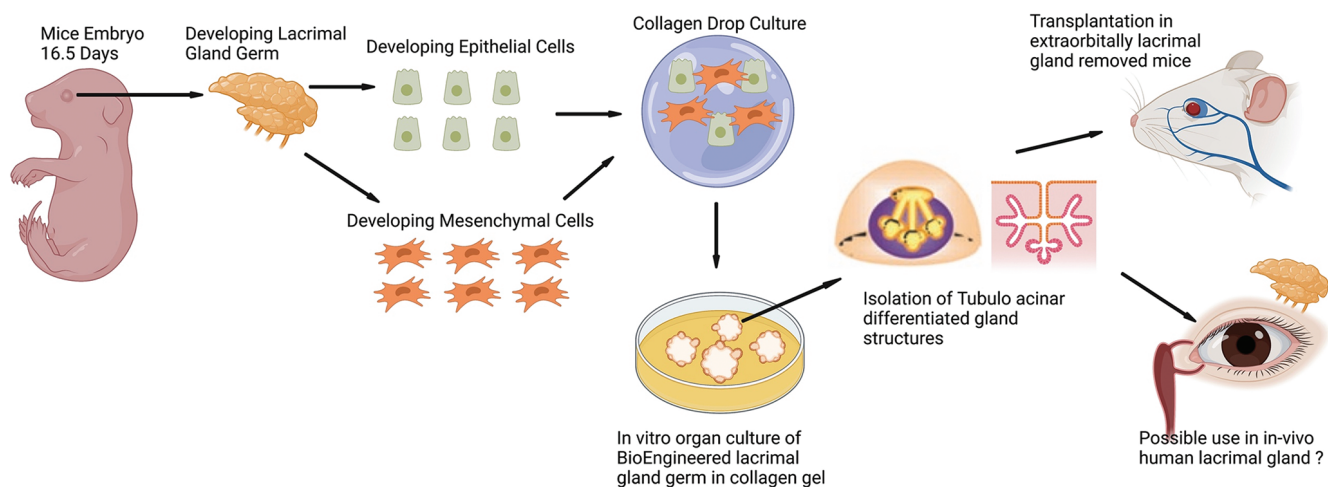 Mice Embryo
16.5 Days
Developing Lacrimal
Gland Germ
Developing Epithelial Cells
Developing Mesenchymal Cells
Collagen Drop Culture
In vitro organ culture of
BioEngineered lacrimal
gland germ in collagen gel
Isolation of Tubulo acinar
differentiated gland
structures
Transplantation in
extraorbitally lacrimal
gland removed mice
Possible use in in-vivo
human lacrimal gland ?